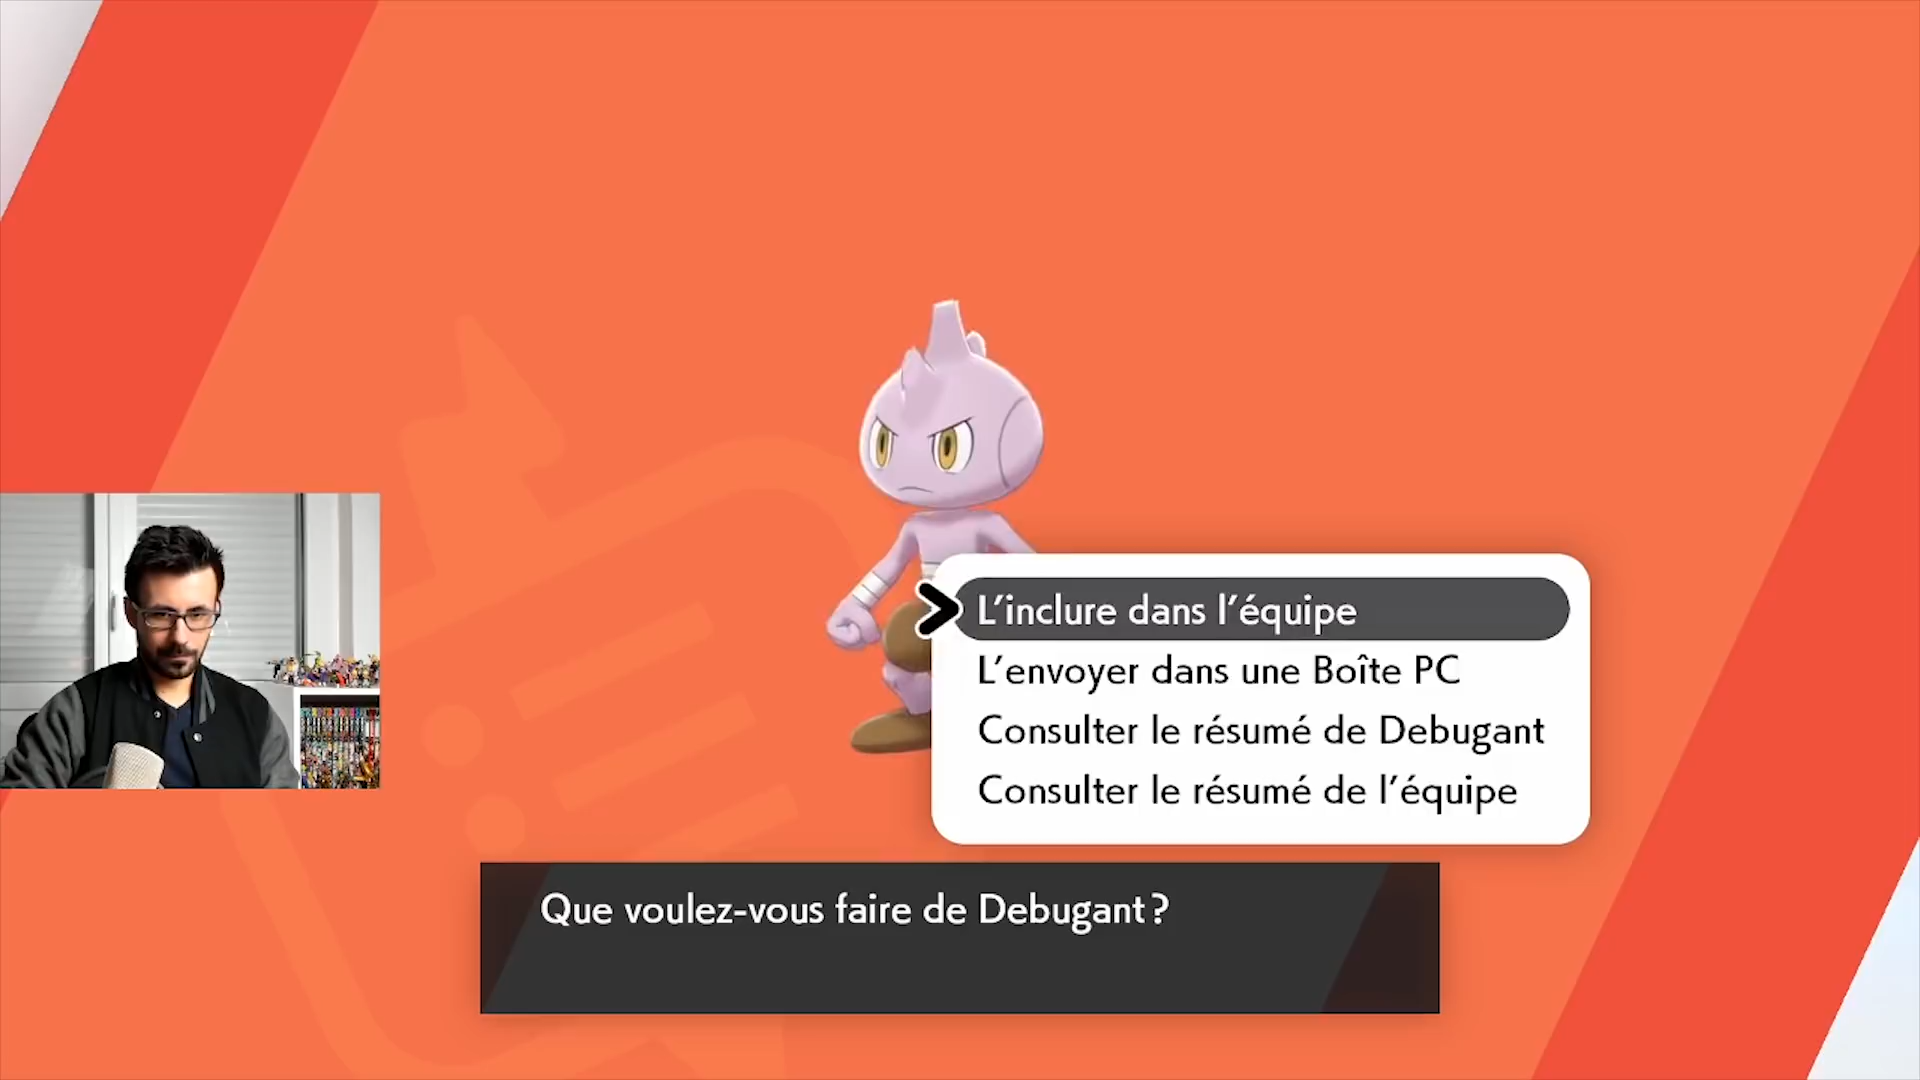 L'inclure dans l'équipe
L'envoyer dans une Boîte PC
Consulter le résumé de Debugant
Consulter le résumé de l'équipe
Que voulez-vous faire de Debugant ?